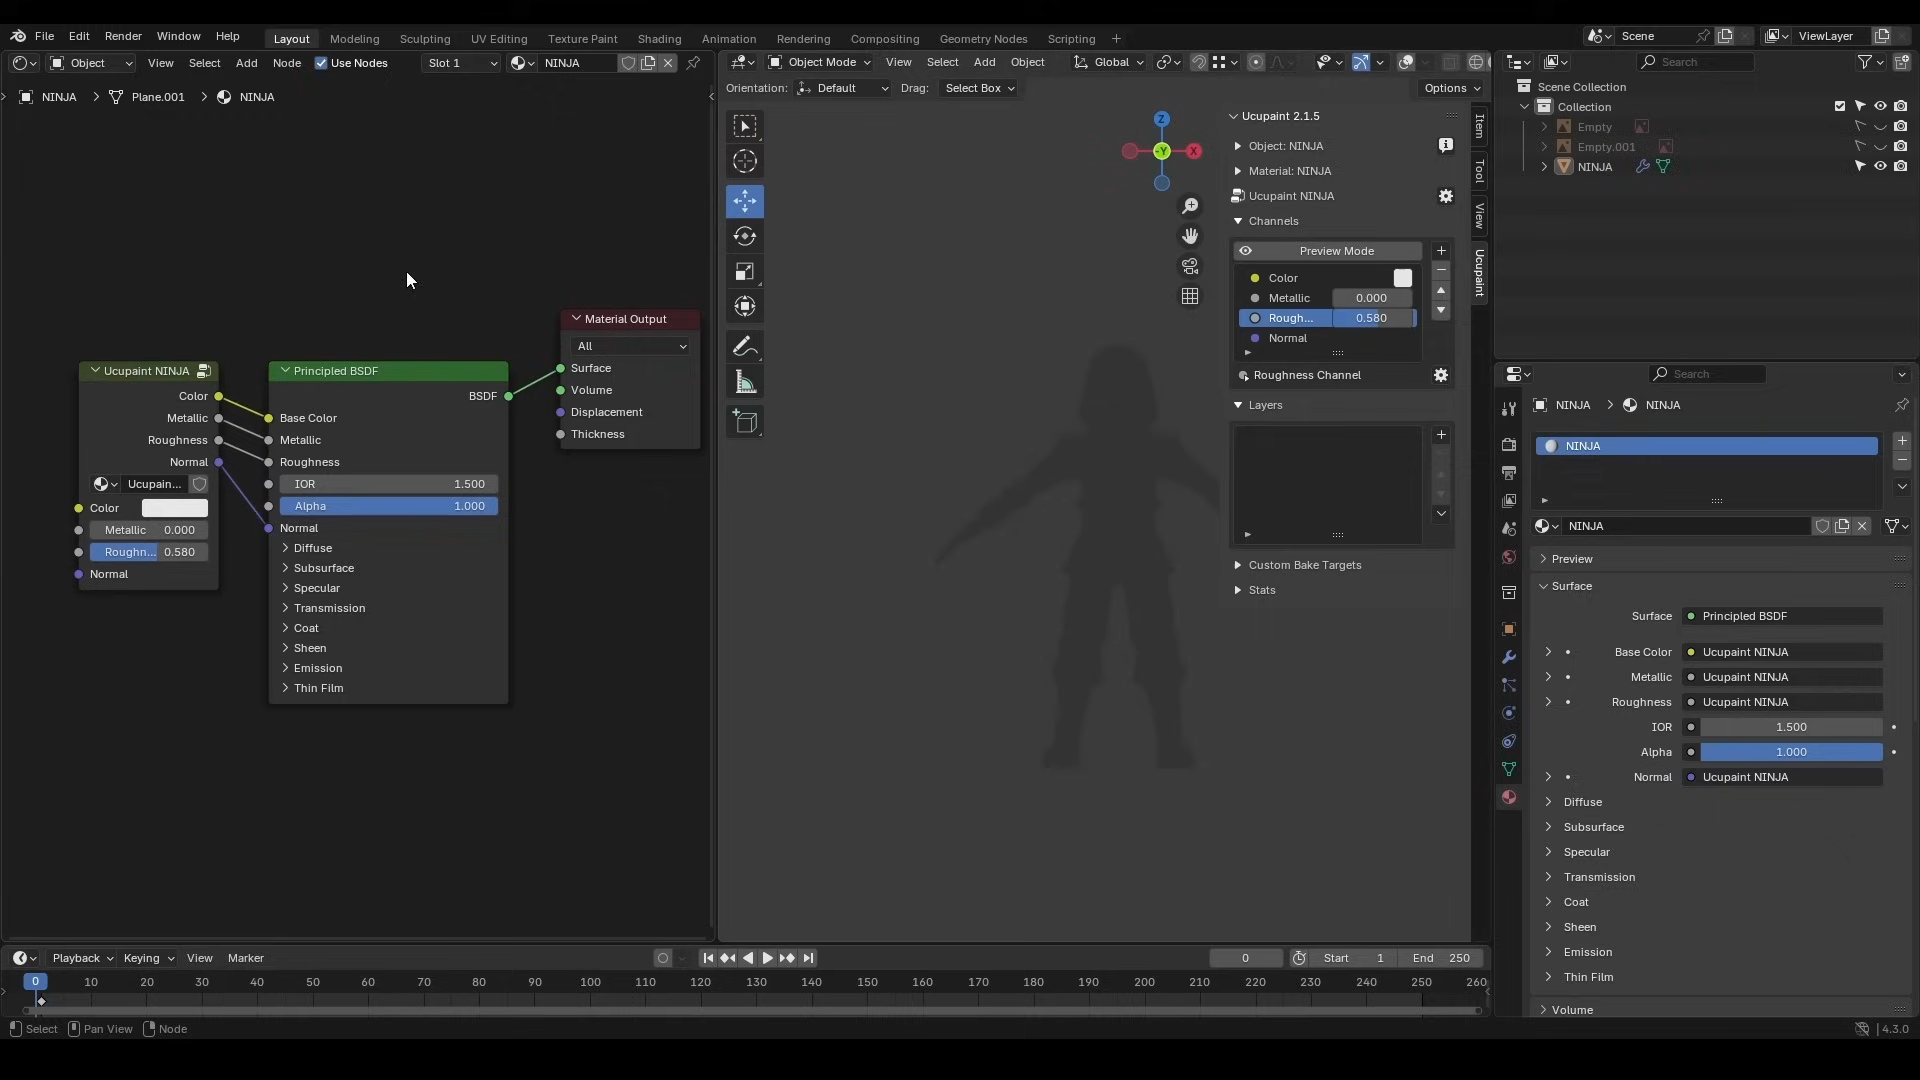 File Edit Render Window Help
Layout Modeling Sculpting UV Editing Texture Paint Shading Animation Rendering Compositing Geometry Nodes Scripting +
Scene
ViewLayer
Object View Select Add Node Use Nodes Slot 1 NINJA
Object Mode View Select Add Object Global
Search
NINJA > Plane.001 > NINJA
Orientation: Default Drag: Select Box Options
Scene Collection
Collection
Empty
Empty.001
NINJA
Ucupaint 2.1.5
Object: NINJA
Material: NINJA
Ucupaint NINJA
Channels
Preview Mode
Color
Metallic 0.000
Rough... 0.580
Normal
Roughness Channel
Layers
Custom Bake Targets
Stats
Item
Tool
View
Ucupaint
Z
-Y
X
Material Output
All
Surface
Volume
Displacement
Thickness
Ucupaint NINJA
Color
Metallic
Roughness
Normal
Ucupain...
Color
Metallic 0.000
Roughn... 0.580
Normal
Principled BSDF
BSDF
Base Color
Metallic
Roughness
IOR 1.500
Alpha 1.000
Normal
Diffuse
Subsurface
Specular
Transmission
Coat
Sheen
Emission
Thin Film
Search
NINJA > NINJA
NINJA
NINJA
Preview
Surface
Surface Principled BSDF
Base Color Ucupaint NINJA
Metallic Ucupaint NINJA
Roughness Ucupaint NINJA
IOR 1.500
Alpha 1.000
Normal Ucupaint NINJA
Diffuse
Subsurface
Specular
Transmission
Coat
Sheen
Emission
Thin Film
Volume
Playback Keying View Marker 0 Start 1 End 250
0 10 20 30 40 50 60 70 80 90 100 110 120 130 140 150 160 170 180 190 200 210 220 230 240 250 260
Select Pan View Node
4.3.0